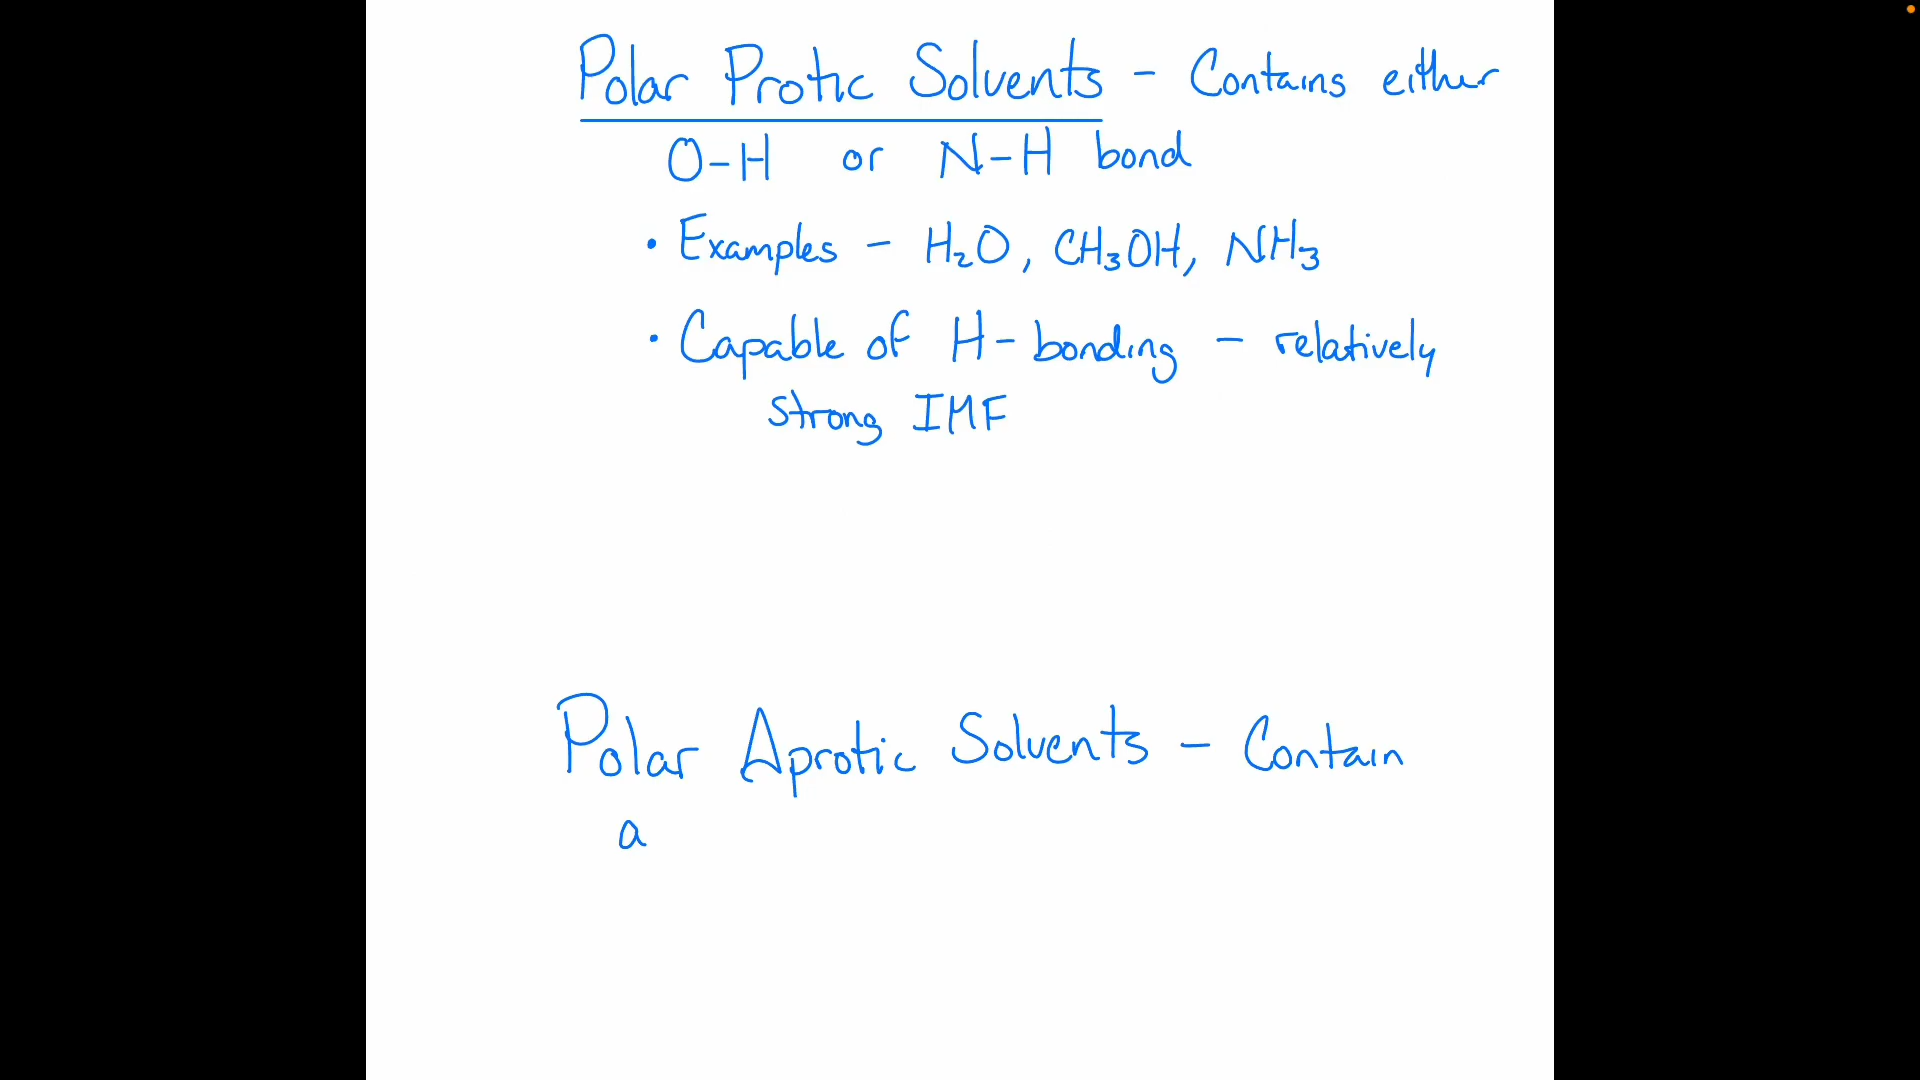 Polar Protic Solvents - Contains either
O-H or N-H bond
• Examples - H₂O, CH₃OH, NH₃
• Capable of H-bonding - relatively
strong IMF
Polar Aprotic Solvents - Contain
a